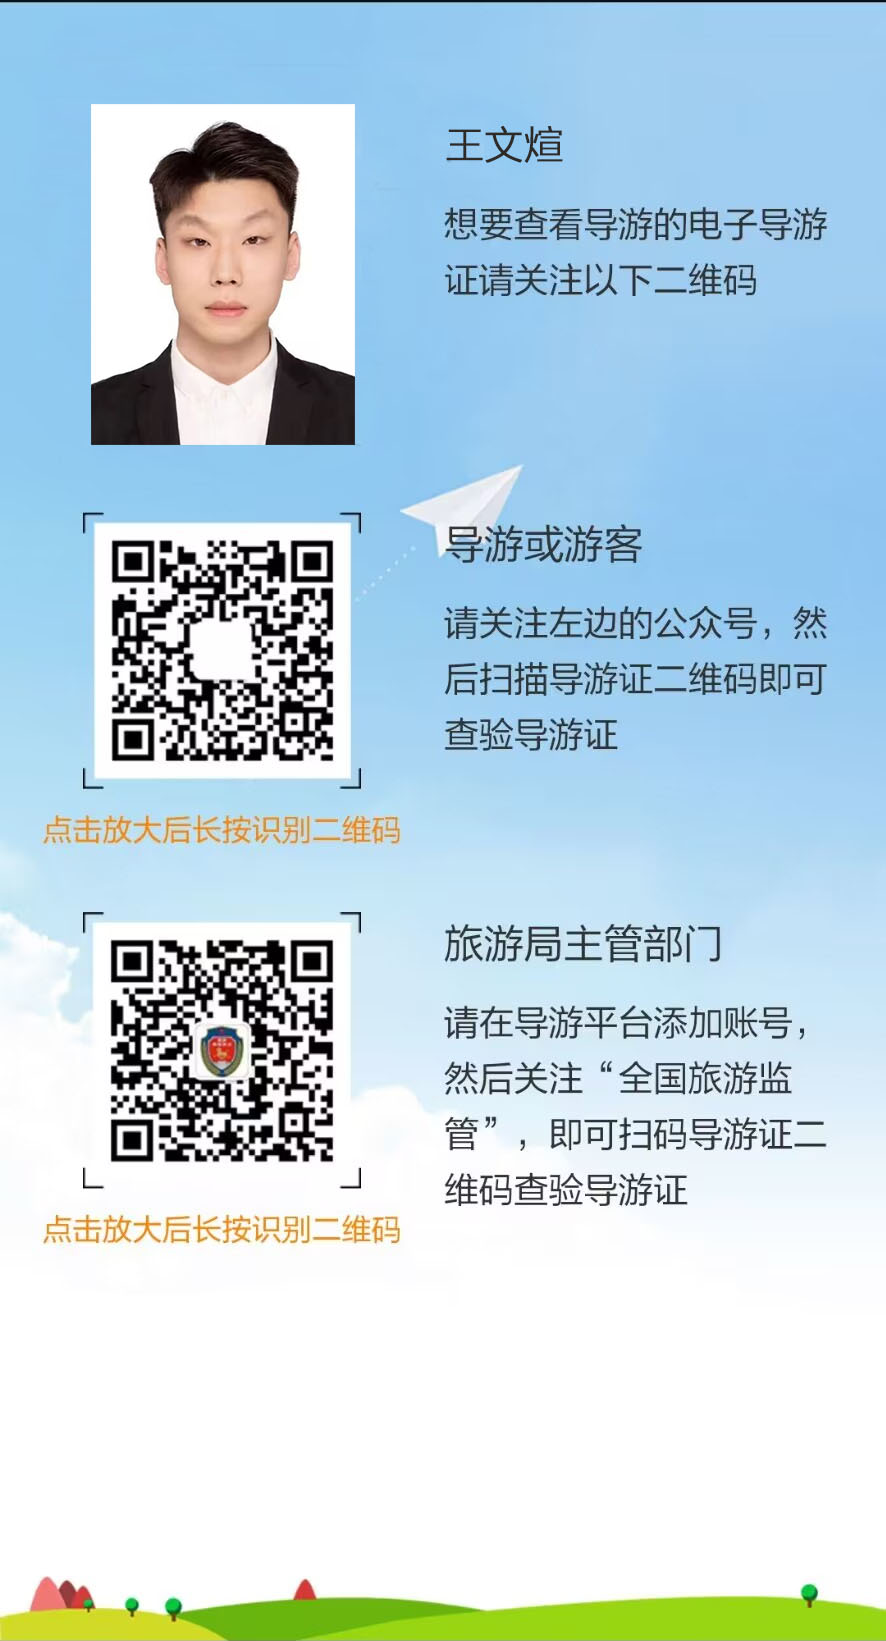 王文煊
想要查看导游的电子导游
证请关注以下二维码
导游或游客
请关注左边的公众号，然
后扫描导游证二维码即可
查验导游证
点击放大后长按识别二维码
旅游局主管部门
请在导游平台添加账号，
然后关注“全国旅游监
管”，即可扫码导游证二
维码查验导游证
点击放大后长按识别二维码